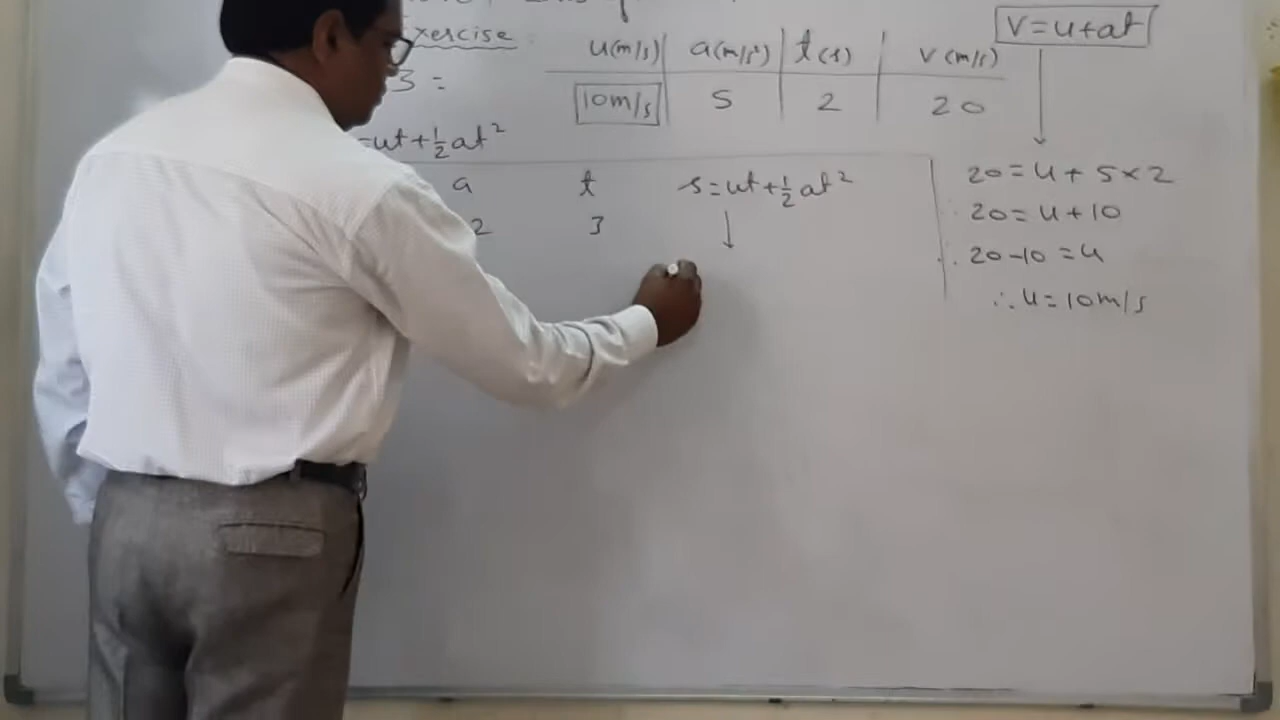 Exercise
u(m/s) a(m/s²) t(s) v(m/s)
10m/s 5 2 20
V=u+at
3 =
=ut+½at²
a t s=ut+½at²
2 3
20=u+5×2
∴ 20=u+10
∴ 20-10=u
∴ u=10m/s